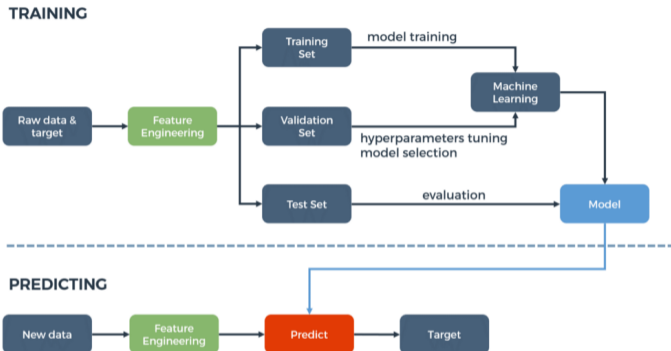 TRAINING
Training
Set
model training
Machine
Learning
Raw data &
target
Feature
Engineering
Validation
Set
hyperparameters tuning
model selection
Test Set
evaluation
Model
PREDICTING
New data
Feature
Engineering
Predict
Target